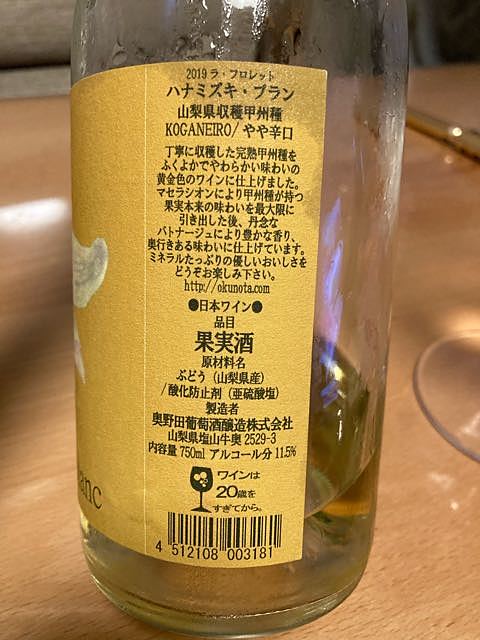 2019 ラ・フロレット
ハナミズキ・ブラン
山梨県収穫甲州種
KOGANEIRO/ やや辛口
丁寧に収穫した完熟甲州種を
ふくよかでやわらかい味わいの
黄金色のワインに仕上げました。
マセラシオンにより甲州種が持つ
果実本来の味わいを最大限に
引き出した後、丹念な
バトナージュにより豊かな香り、
奥行きある味わいに仕上げています。
ミネラルたっぷりの優しいおいしさを
どうぞお楽しみ下さい。
http://okunota.com
●日本ワイン●
品目
果実酒
原材料名
ぶどう（山梨県産）
/酸化防止剤（亜硫酸塩）
製造者
奥野田葡萄酒醸造株式会社
山梨県塩山牛奥 2529-3
内容量 750ml アルコール分 11.5%
ワインは
20歳を
すぎてから。
4 512108 003181
anc